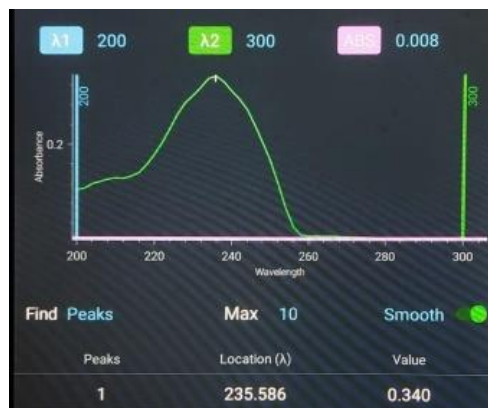 λ1 200 λ2 300 ABS 0.008
200
300
0.2
Absorbance
200 220 240 260 280 300
Wavelength
Find Peaks Max 10 Smooth
Peaks Location (λ) Value
1 235.586 0.340